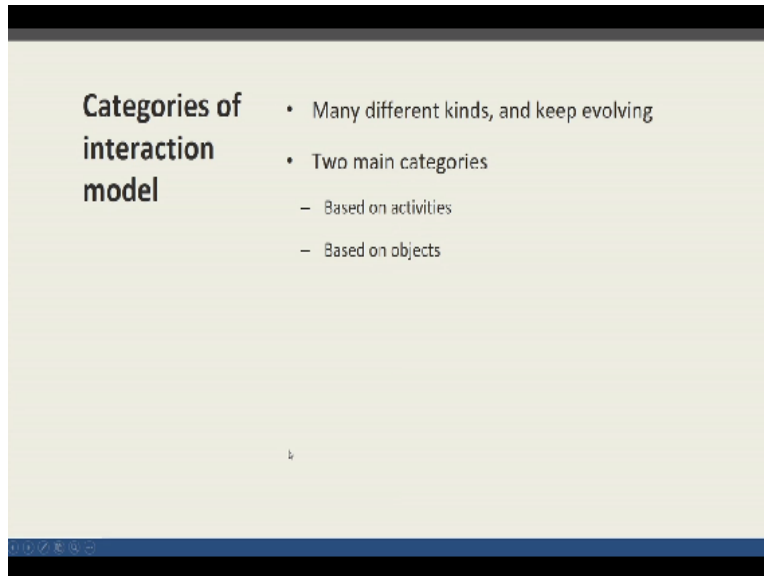 Categories of
interaction
model
• Many different kinds, and keep evolving
• Two main categories
– Based on activities
– Based on objects